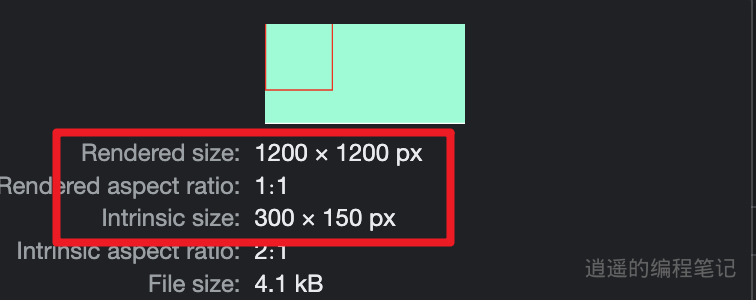 Rendered size: 1200 × 1200 px
Rendered aspect ratio: 1:1
Intrinsic size: 300 × 150 px
Intrinsic aspect ratio: 2:1
File size: 4.1 kB
逍遥的编程笔记